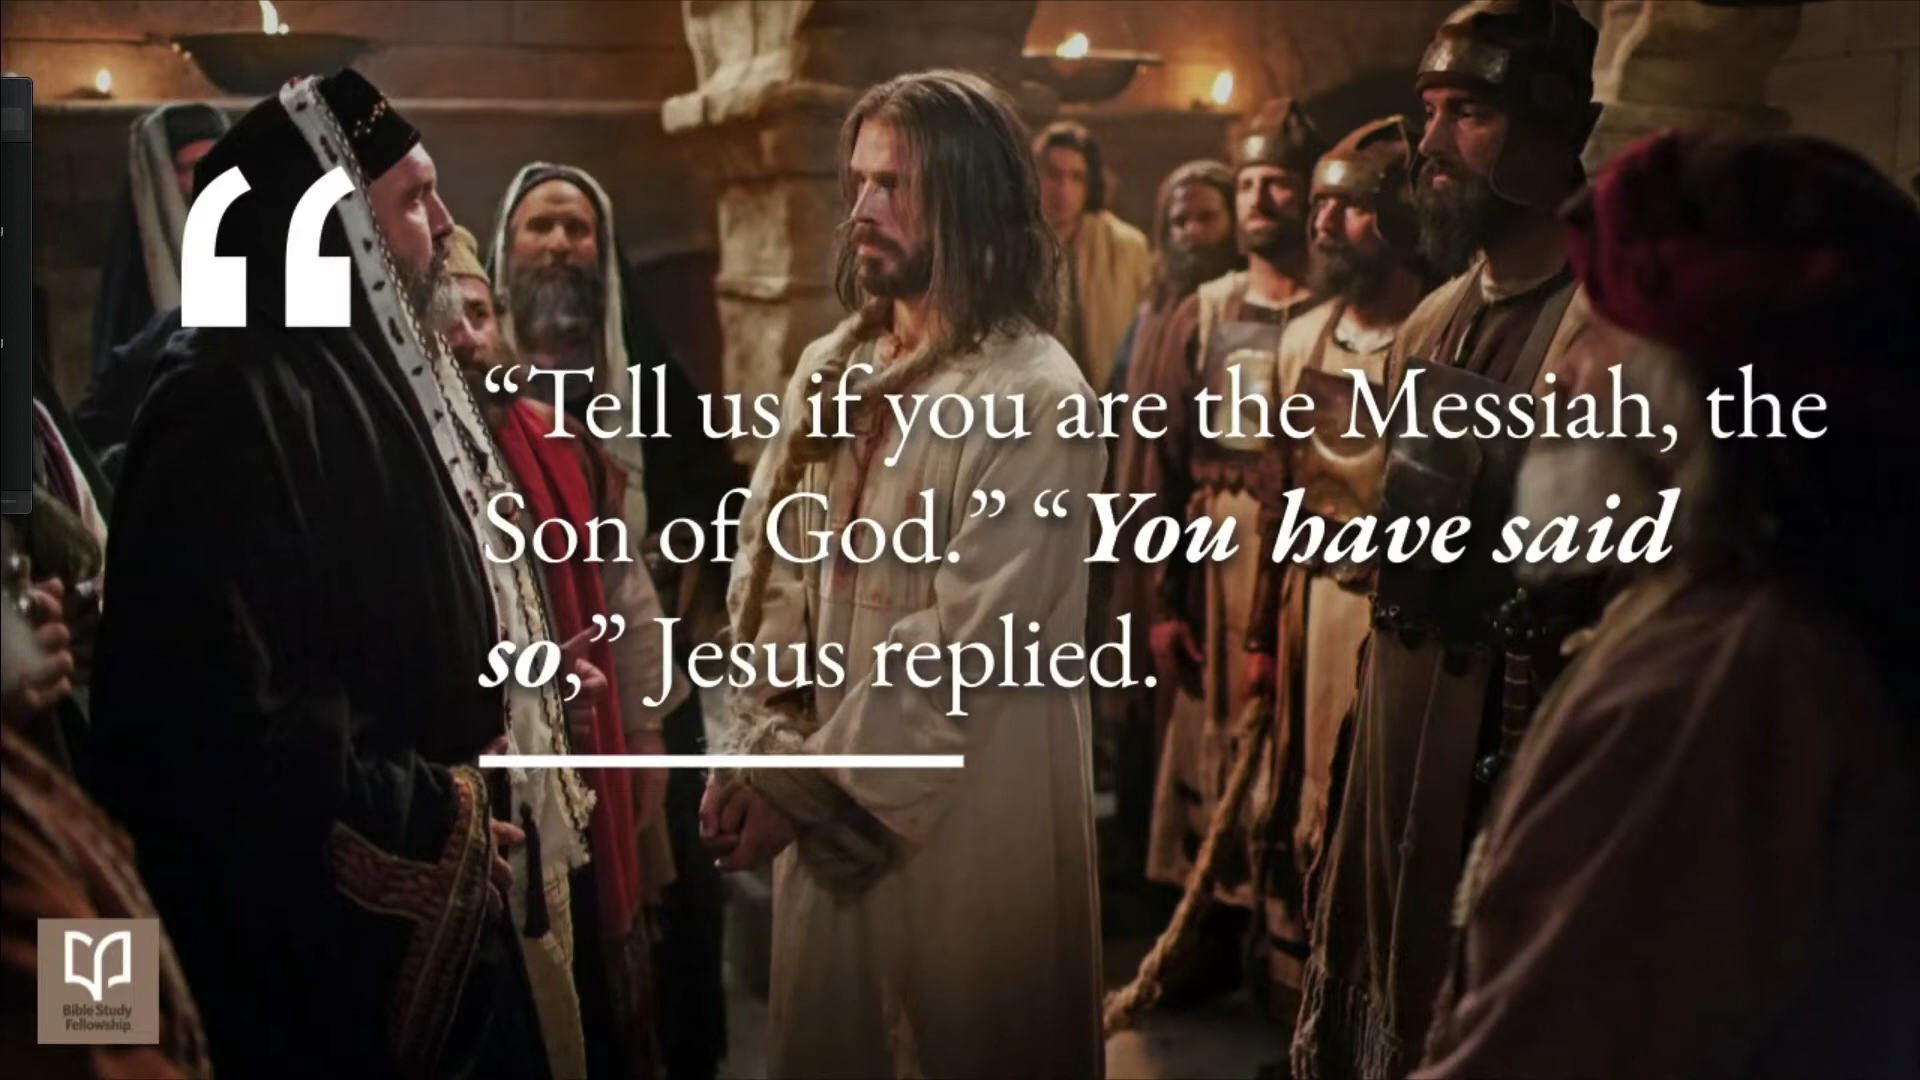 “
“Tell us if you are the Messiah, the
Son of God.” “You have said
so,” Jesus replied.
Bible Study
Fellowship